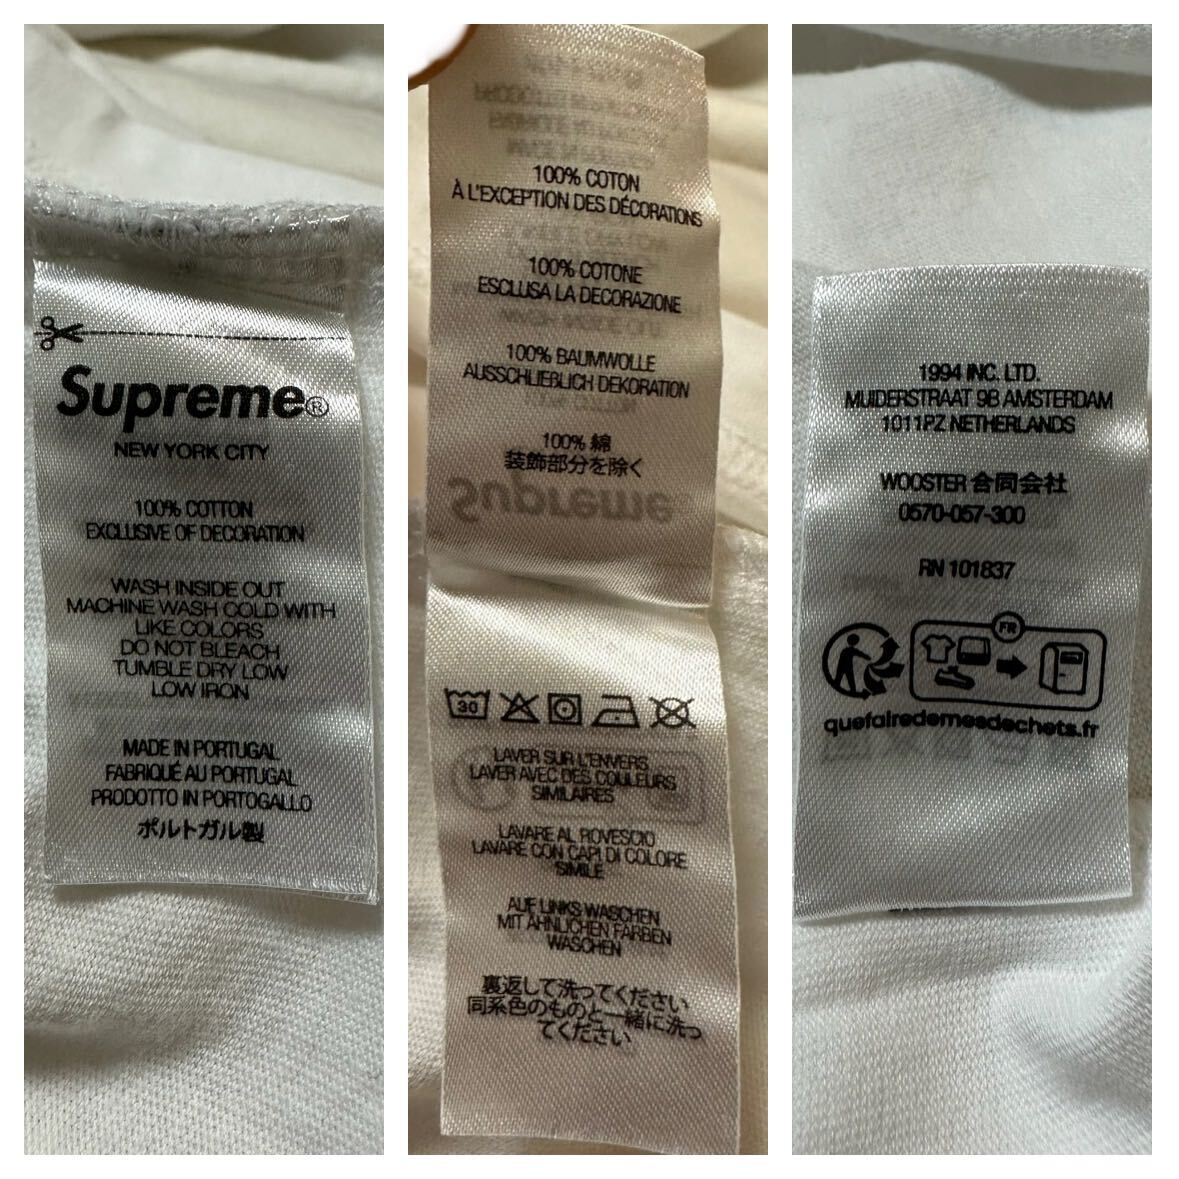 Supreme®
NEW YORK CITY
100% COTTON
EXCLUSIVE OF DECORATION
WASH INSIDE OUT
MACHINE WASH COLD WITH
LIKE COLORS
DO NOT BLEACH
TUMBLE DRY LOW
LOW IRON
MADE IN PORTUGAL
FABRIQUÉ AU PORTUGAL
PRODOTTO IN PORTOGALLO
ポルトガル製
100% COTON
À L'EXCEPTION DES DÉCORATIONS
100% COTONE
ESCLUSA LA DECORAZIONE
100% BAUMWOLLE
AUSSCHLIEBLICH DEKORATION
100% 綿
装飾部分を除く
Supreme
30
LAVER SUR L'ENVERS
LAVER AVEC DES COULEURS
SIMILAIRES
LAVARE AL ROVESCIO
LAVARE CON CAPI DI COLORE
SIMILE
AUF LINKS WASCHEN
MIT ÄHNLICHEN FARBEN
WASCHEN
裏返して洗ってください
同系色のものと一緒に洗っ
てください
1994 INC. LTD.
MUIDERSTRAAT 9B AMSTERDAM
1011PZ NETHERLANDS
WOOSTER 合同会社
0570-057-300
RN 101837
FR
quefairedemesdechets.fr